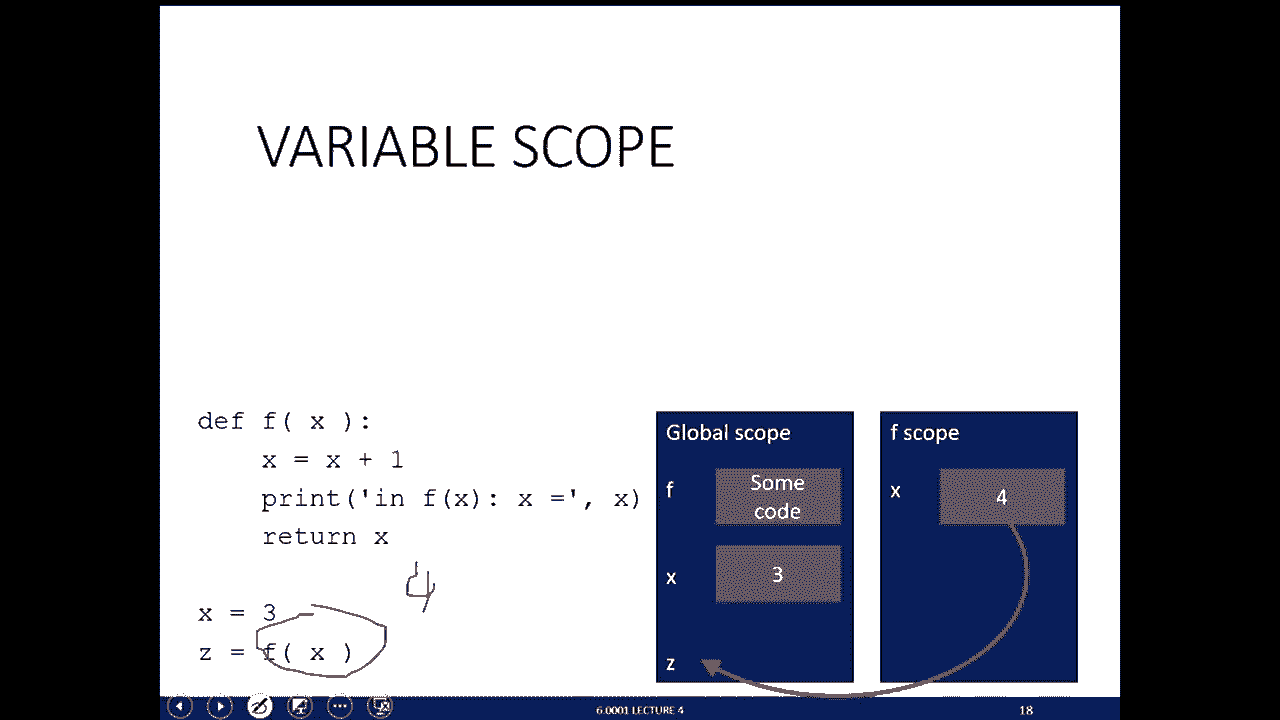 VARIABLE SCOPE
def f( x ):
    x = x + 1
    print('in f(x): x =', x)
    return x
4
x = 3
z = f( x )
Global scope
f
Some
code
x
3
z
f scope
x
4
6.0001 LECTURE 4
18